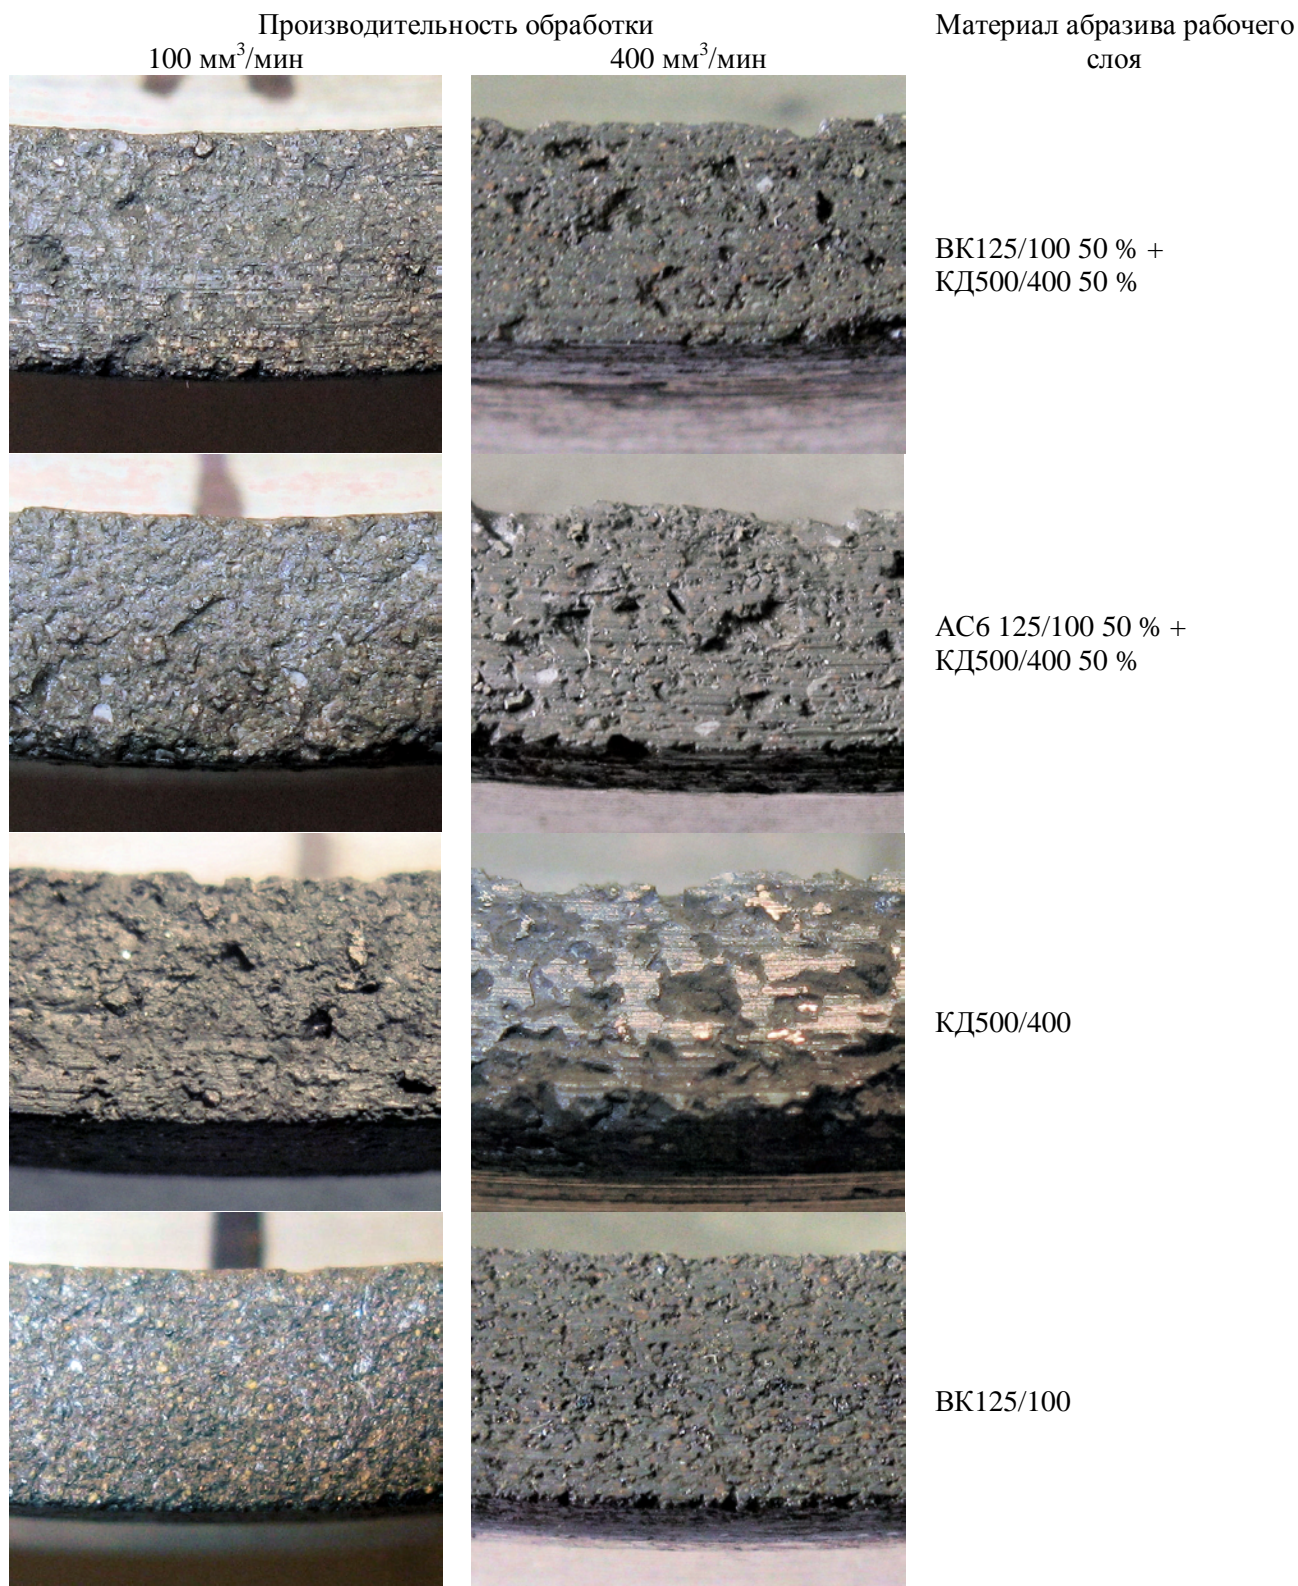 Производительность обработки
100 мм³/мин
400 мм³/мин
Материал абразива рабочего
слоя
ВК125/100 50 % +
КД500/400 50 %
АС6 125/100 50 % +
КД500/400 50 %
КД500/400
ВК125/100